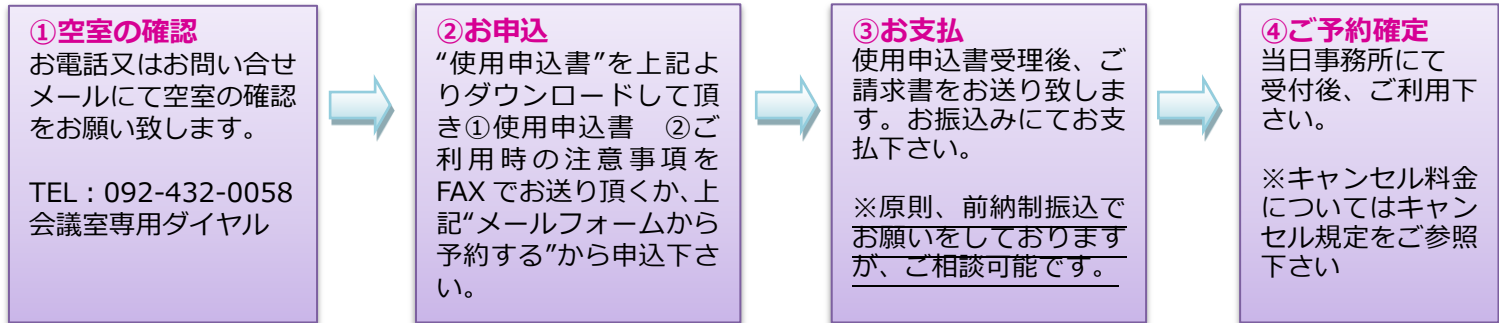 ①空室の確認
お電話又はお問い合せ
メールにて空室の確認
をお願い致します。
TEL：092-432-0058
会議室専用ダイヤル
②お申込
“使用申込書”を上記よ
りダウンロードして頂
き①使用申込書　②ご
利用時の注意事項を
FAX でお送り頂くか、上
記“メールフォームから
予約する”から申込下さ
い。
③お支払
使用申込書受理後、ご
請求書をお送り致しま
す。お振込みにてお支
払下さい。
※原則、前納制振込で
お願いをしております
が、ご相談可能です。
④ご予約確定
当日事務所にて
受付後、ご利用下
さい。
※キャンセル料金
についてはキャン
セル規定をご参照
下さい